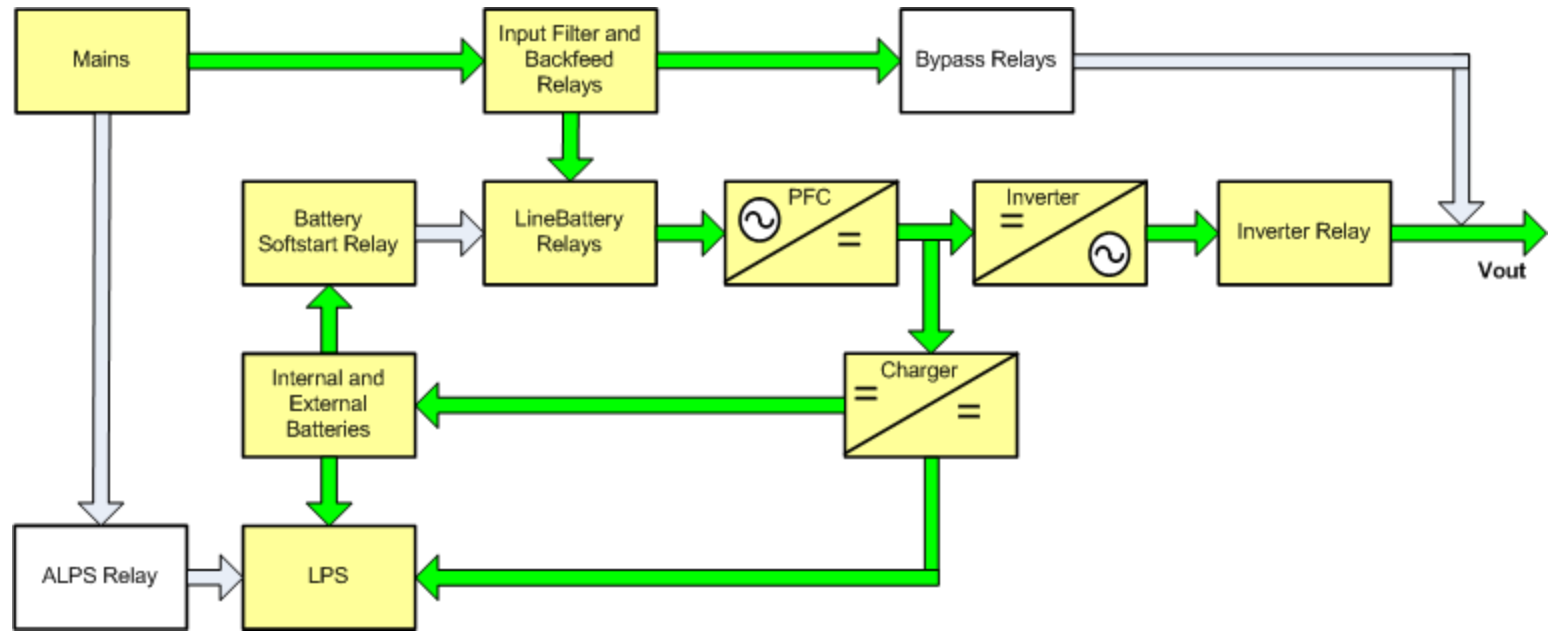 Mains
Input Filter and
Backfeed
Relays
Bypass Relays
Battery
Softstart Relay
LineBattery
Relays
PFC
=
Inverter
=
Inverter Relay
Vout
Internal and
External
Batteries
Charger
=
=
ALPS Relay
LPS